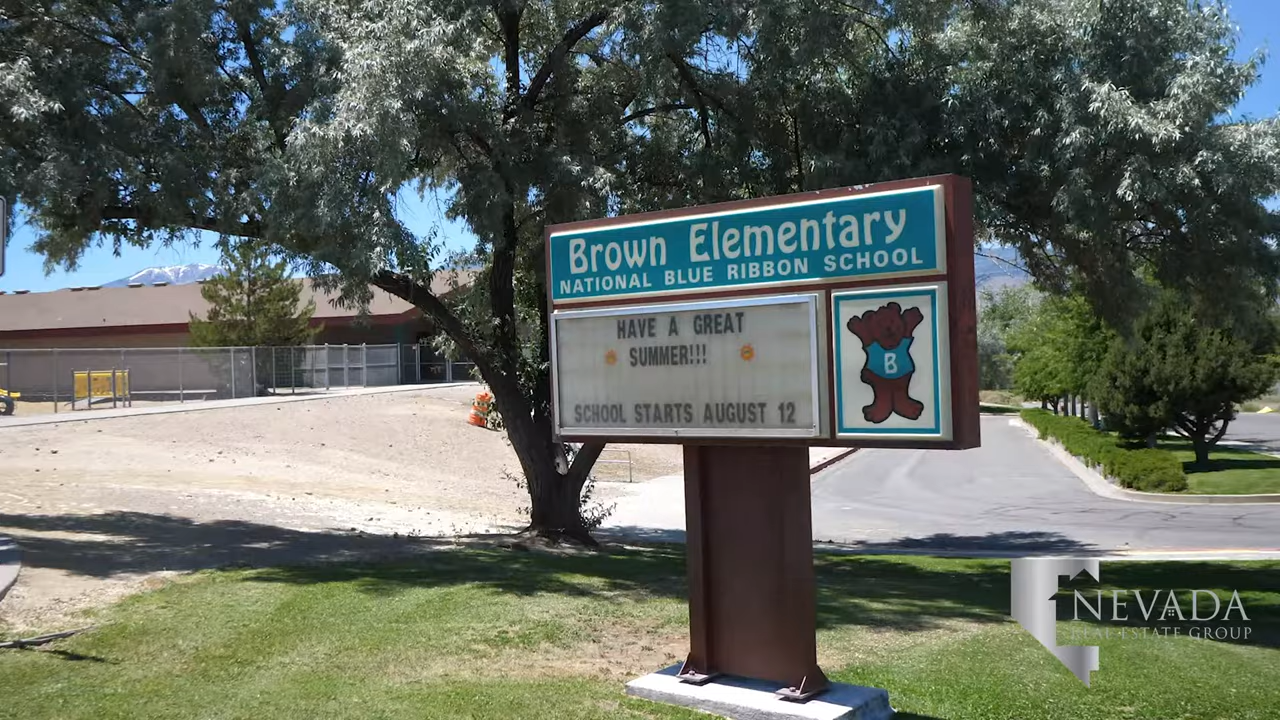 Brown Elementary
NATIONAL BLUE RIBBON SCHOOL
HAVE A GREAT
SUMMER!!!
SCHOOL STARTS AUGUST 12
B
NEVADA
REAL ESTATE GROUP